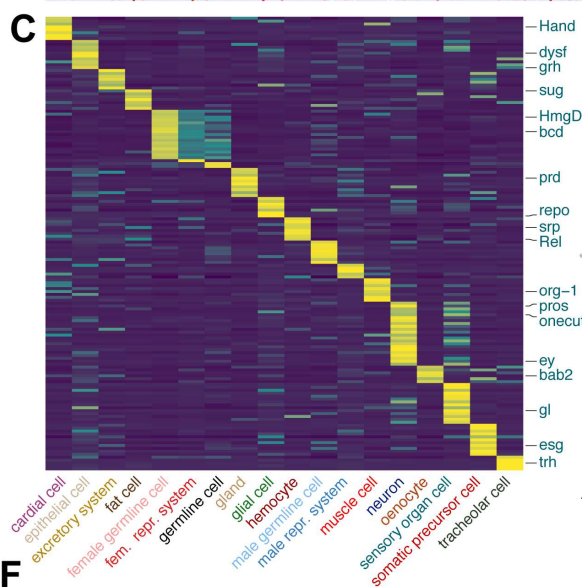 C
Hand
dysf
grh
sug
HmgD
bcd
prd
repo
srp
Rel
org-1
pros
onecut
ey
bab2
gl
esg
trh
cardial cell
epithelial cell
excretory system
fat cell
female germline cell
fem. repr. system
germline cell
gland
glial cell
hemocyte
male germline cell
male repr. system
muscle cell
neuron
oenocyte
sensory organ cell
somatic precursor cell
tracheolar cell
F